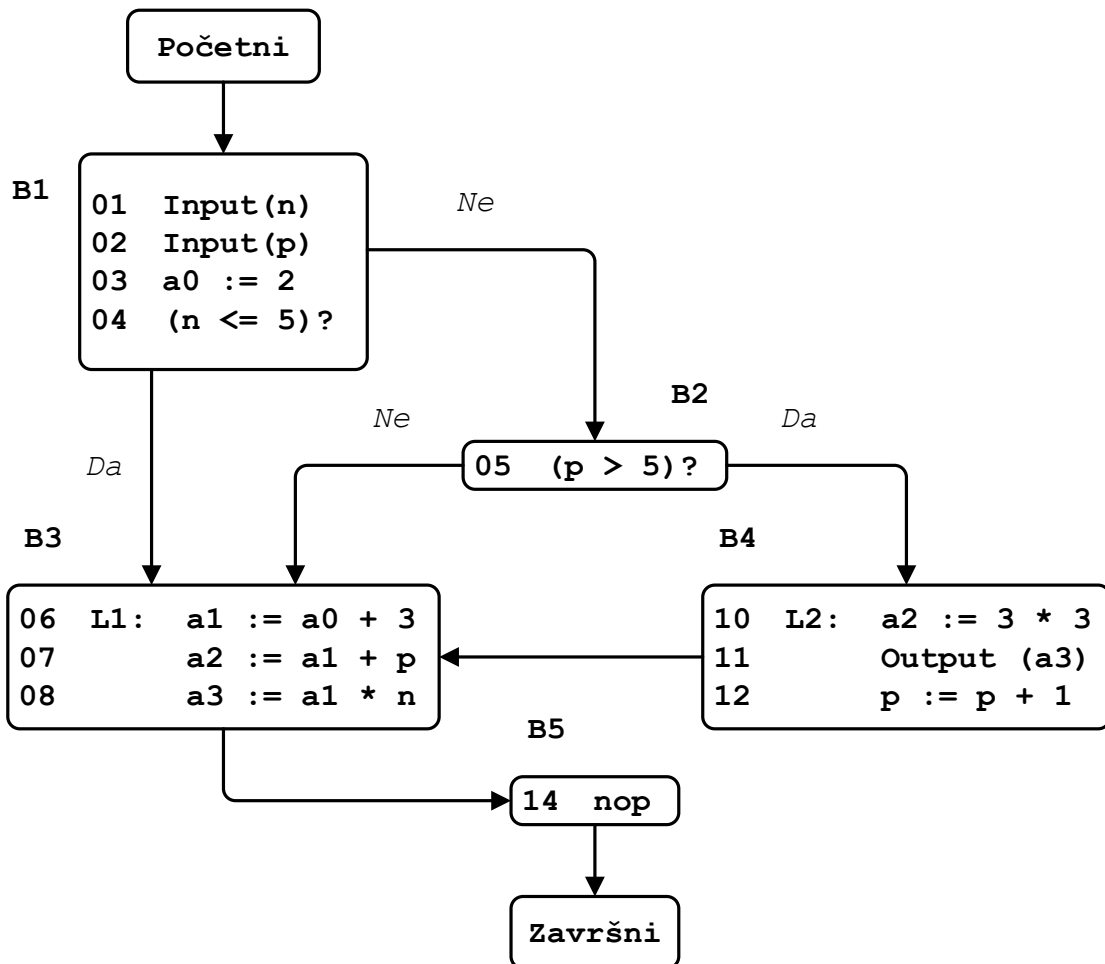 Početni
B1
01 Input(n)
02 Input(p)
03 a0 := 2
04 (n <= 5)?
Ne
Da
B2
05 (p > 5)?
Ne
Da
B3
06 L1: a1 := a0 + 3
07 a2 := a1 + p
08 a3 := a1 * n
B4
10 L2: a2 := 3 * 3
11 Output (a3)
12 p := p + 1
B5
14 nop
Završni